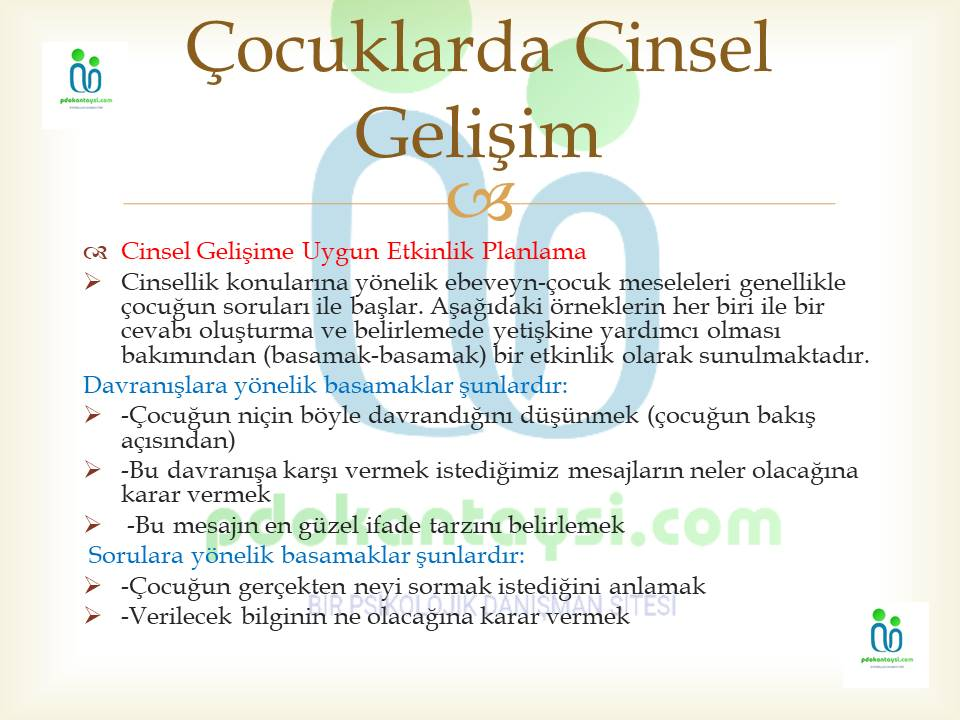 Çocuklarda Cinsel
Gelişim
pdokantaysi.com
Cinsel Gelişime Uygun Etkinlik Planlama
Cinsellik konularına yönelik ebeveyn-çocuk meseleleri genellikle
çocuğun soruları ile başlar. Aşağıdaki örneklerin her biri ile bir
cevabı oluşturma ve belirlemede yetişkine yardımcı olması
bakımından (basamak-basamak) bir etkinlik olarak sunulmaktadır.
Davranışlara yönelik basamaklar şunlardır:
-Çocuğun niçin böyle davrandığını düşünmek (çocuğun bakış
açısından)
-Bu davranışa karşı vermek istediğimiz mesajların neler olacağına
karar vermek
-Bu mesajın en güzel ifade tarzını belirlemek
pdokantaysi.com
Sorulara yönelik basamaklar şunlardır:
-Çocuğun gerçekten neyi sormak istediğini anlamak
BİR PSİKOLOJİK DANIŞMAN SİTESİ
-Verilecek bilginin ne olacağına karar vermek
pdokantaysi.com